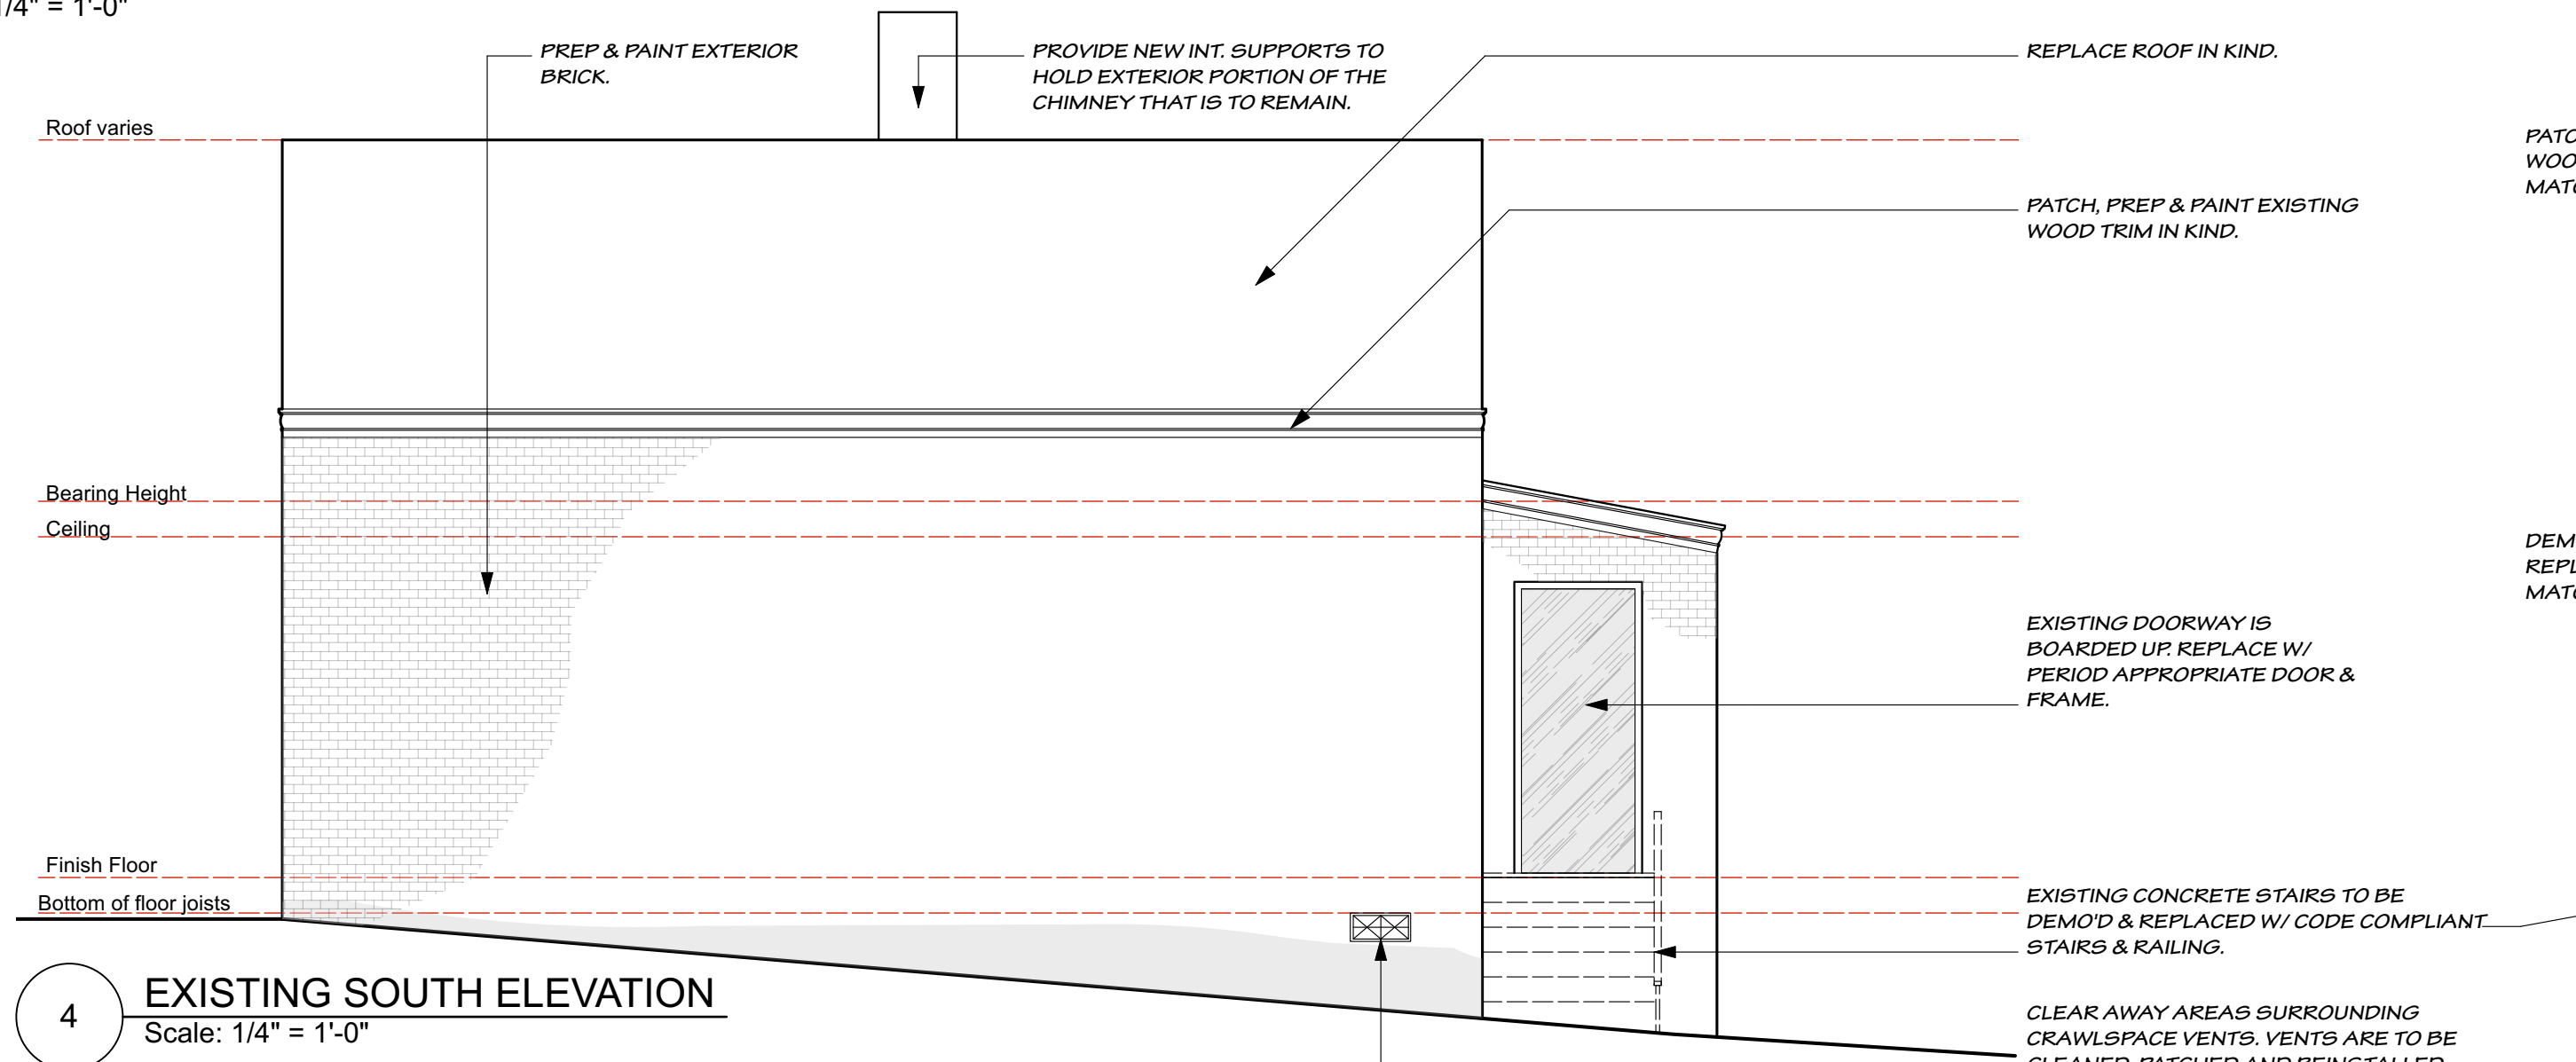 1/4" = 1'-0"
PREP & PAINT EXTERIOR
BRICK.
PROVIDE NEW INT. SUPPORTS TO
HOLD EXTERIOR PORTION OF THE
CHIMNEY THAT IS TO REMAIN.
REPLACE ROOF IN KIND.
Roof varies
PATCH, PREP & PAINT EXISTING
WOOD TRIM IN KIND.
Bearing Height
Ceiling
EXISTING DOORWAY IS
BOARDED UP. REPLACE W/
PERIOD APPROPRIATE DOOR &
FRAME.
Finish Floor
Bottom of floor joists
EXISTING CONCRETE STAIRS TO BE
DEMO'D & REPLACED W/ CODE COMPLIANT
STAIRS & RAILING.
CLEAR AWAY AREAS SURROUNDING
CRAWLSPACE VENTS. VENTS ARE TO BE
CLEANED, PATCHED AND REINSTALLED
4
EXISTING SOUTH ELEVATION
Scale: 1/4" = 1'-0"